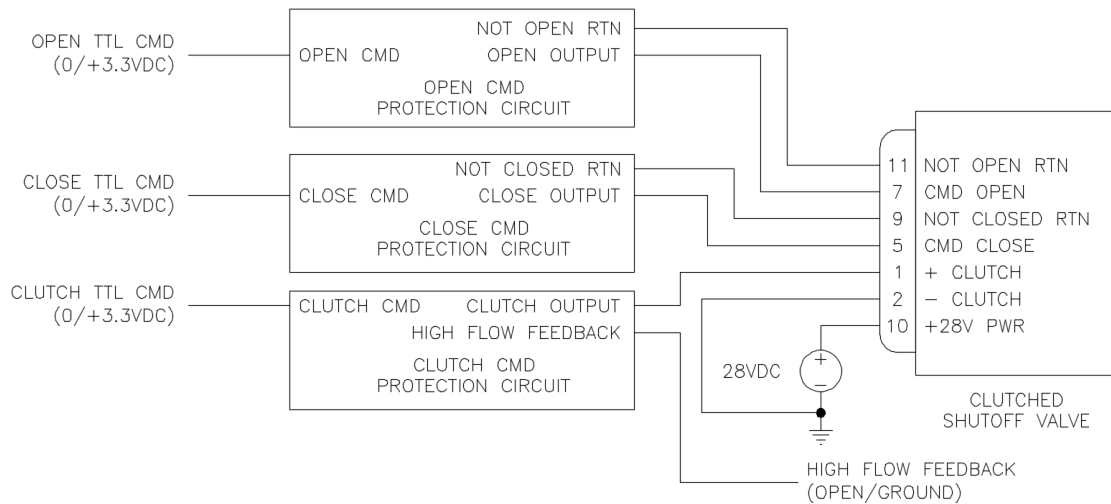 OPEN TTL CMD
(0/+3.3VDC)
OPEN CMD
NOT OPEN RTN
OPEN OUTPUT
OPEN CMD
PROTECTION CIRCUIT
CLOSE TTL CMD
(0/+3.3VDC)
CLOSE CMD
NOT CLOSED RTN
CLOSE OUTPUT
CLOSE CMD
PROTECTION CIRCUIT
CLUTCH TTL CMD
(0/+3.3VDC)
CLUTCH CMD
CLUTCH OUTPUT
HIGH FLOW FEEDBACK
CLUTCH CMD
PROTECTION CIRCUIT
11 NOT OPEN RTN
7 CMD OPEN
9 NOT CLOSED RTN
5 CMD CLOSE
1 + CLUTCH
2 − CLUTCH
10 +28V PWR
28VDC
+
−
CLUTCHED
SHUTOFF VALVE
HIGH FLOW FEEDBACK
(OPEN/GROUND)